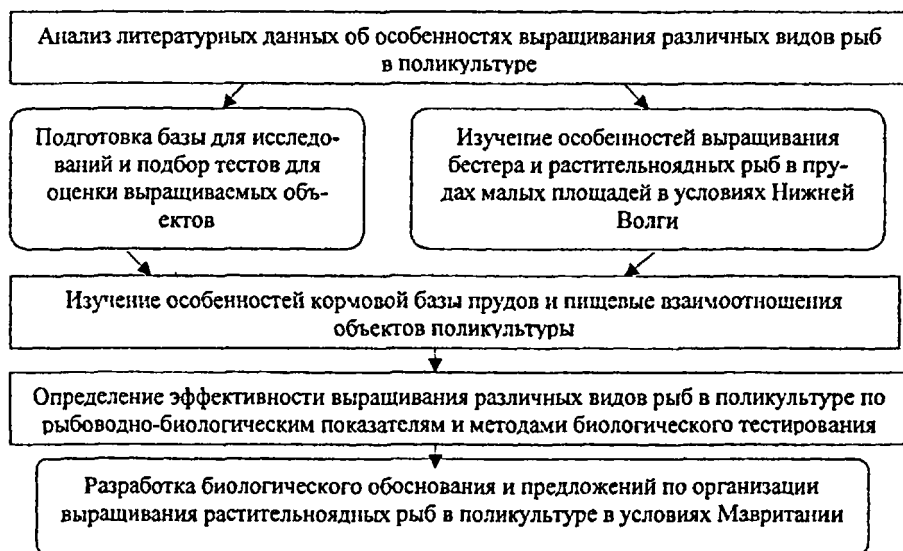 Анализ литературных данных об особенностях выращивания различных видов рыб
в поликультуре
Подготовка базы для исследо-
ваний и подбор тестов для
оценки выращиваемых объ-
ектов
Изучение особенностей выращивания
бестера и растительноядных рыб в пру-
дах малых площадей в условиях Нижней
Волги
Изучение особенностей кормовой базы прудов и пищевые взаимоотношения
объектов поликультуры
Определение эффективности выращивания различных видов рыб в поликультуре по
рыбоводно-биологическим показателям и методами биологического тестирования
Разработка биологического обоснования и предложений по организации
выращивания растительноядных рыб в поликультуре в условиях Мавритании